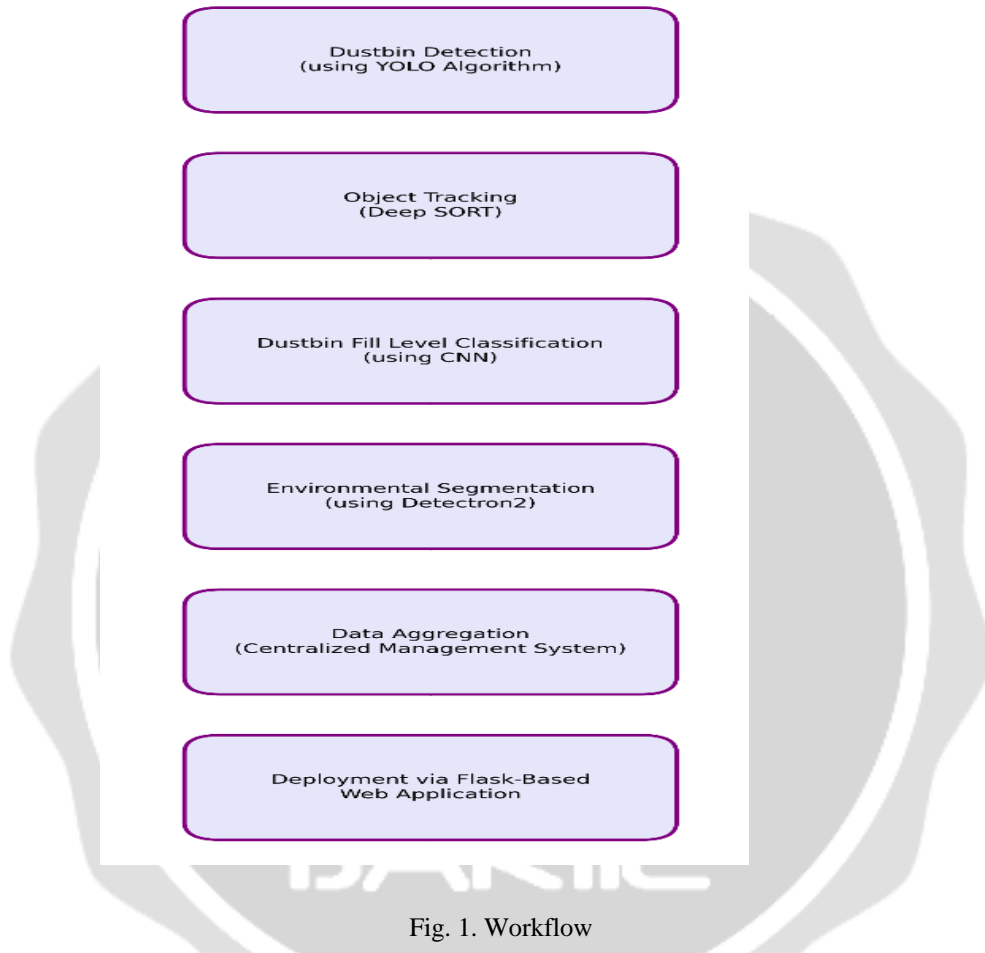 Dustbin Detection
(using YOLO Algorithm)
Object Tracking
(Deep SORT)
Dustbin Fill Level Classification
(using CNN)
Environmental Segmentation
(using Detectron2)
Data Aggregation
(Centralized Management System)
Deployment via Flask-Based
Web Application
Fig. 1. Workflow